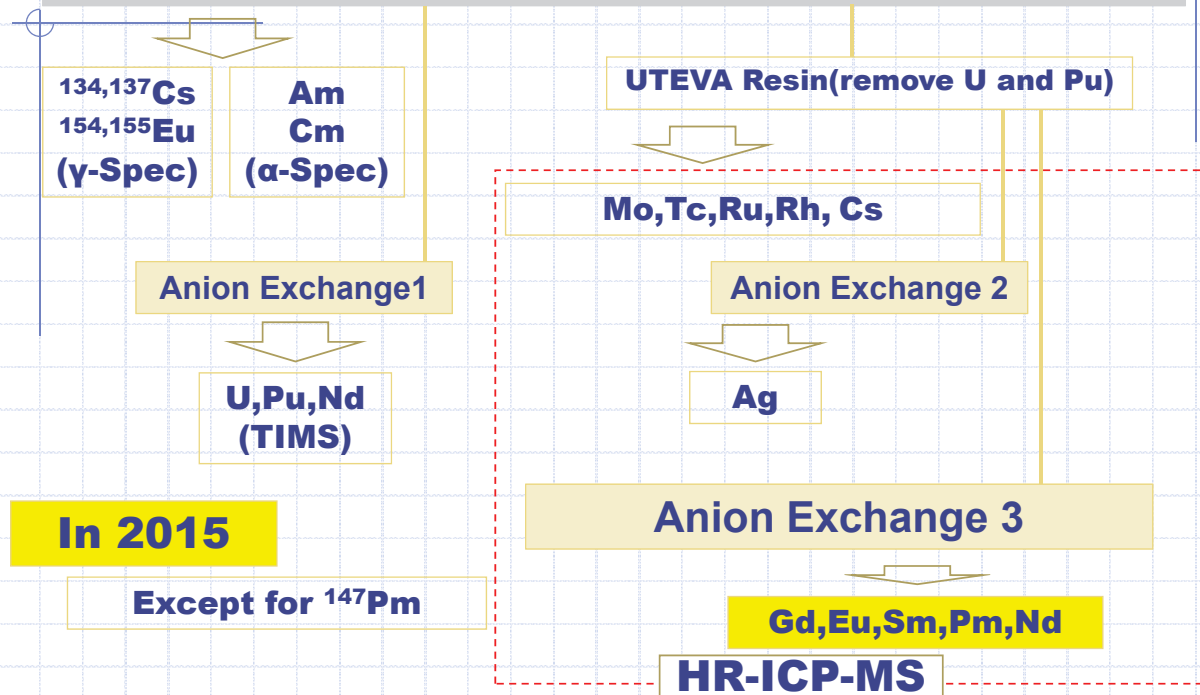 134,137Cs
154,155Eu
(γ-Spec)
Am
Cm
(α-Spec)
UTEVA Resin(remove U and Pu)
Mo,Tc,Ru,Rh, Cs
Anion Exchange1
Anion Exchange 2
U,Pu,Nd
(TIMS)
Ag
In 2015
Anion Exchange 3
Except for 147Pm
Gd,Eu,Sm,Pm,Nd
HR-ICP-MS